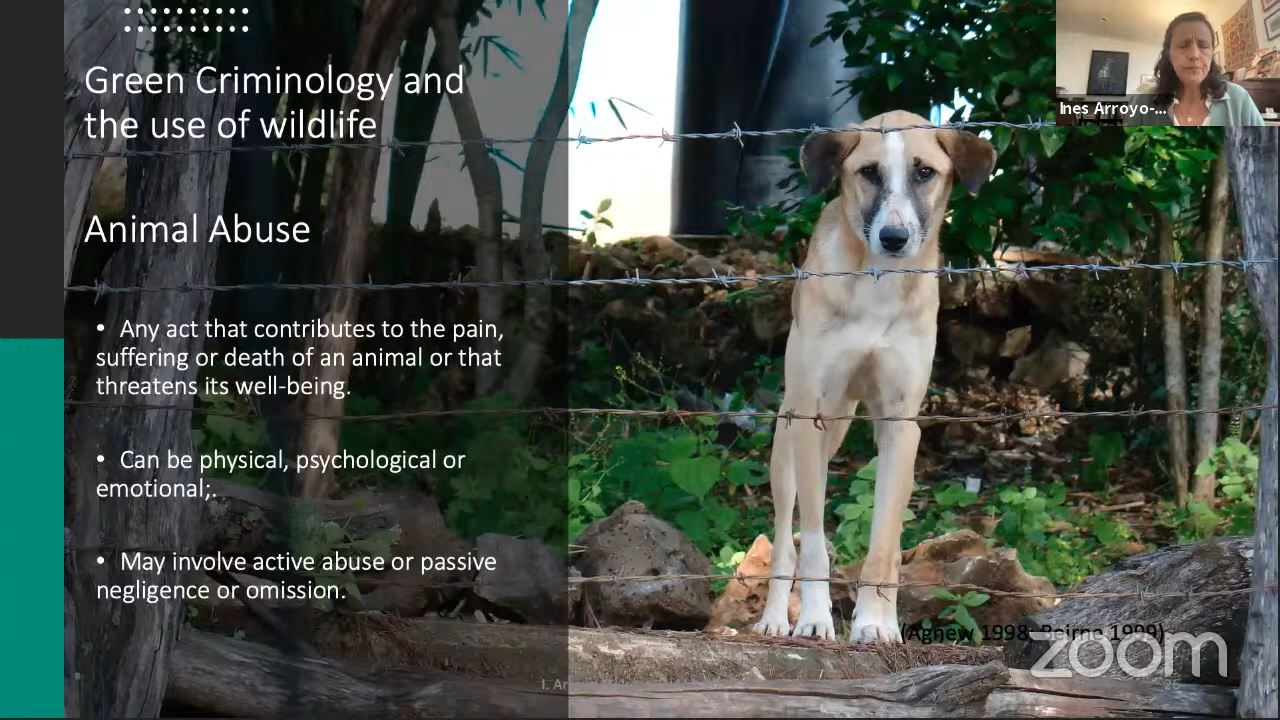 Green Criminology and
the use of wildlife
Animal Abuse
• Any act that contributes to the pain,
suffering or death of an animal or that
threatens its well-being.
• Can be physical, psychological or
emotional;.
• May involve active abuse or passive
negligence or omission.
Ines Arroyo-...
(Agnew 1998; Beirne 1999)
zoom
I. Ar